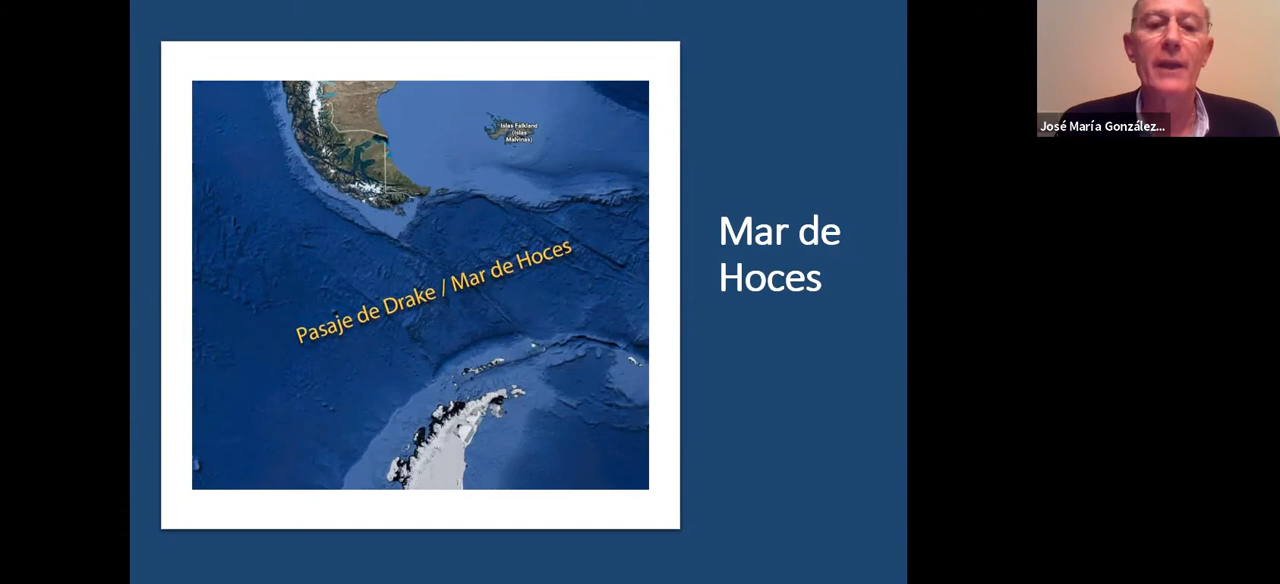 Islas Falkland
(Islas
Malvinas)
Pasaje de Drake / Mar de Hoces
Mar de
Hoces
José María González...